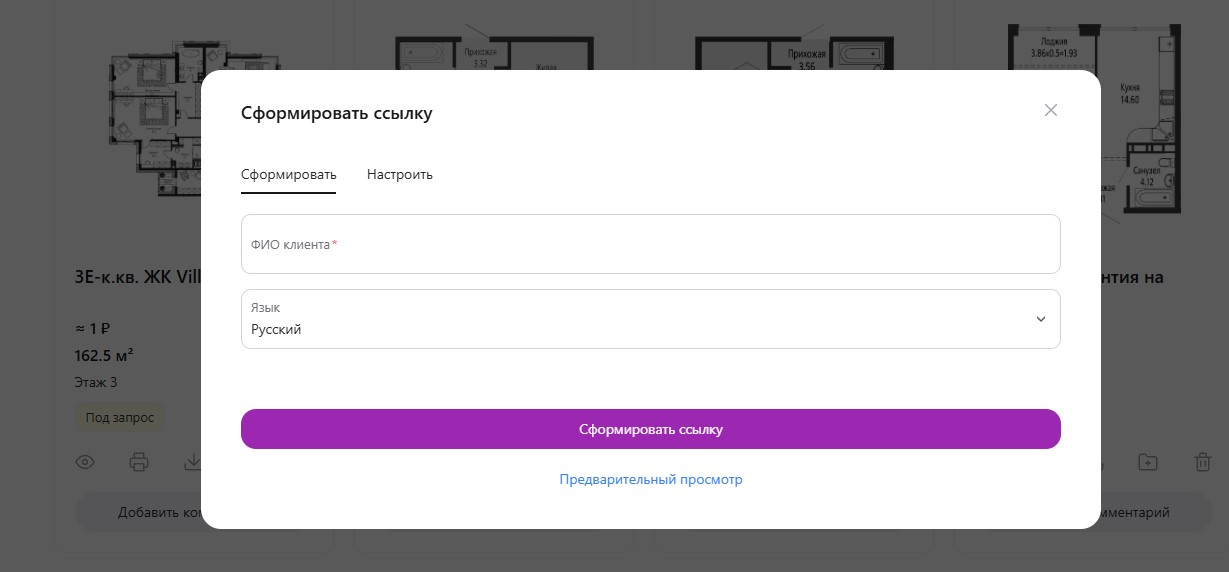 Лоджия
3.86х0.5=1.93
Прихожая
3.32
Жилая
Прихожая
3.56
Кухня
14.60
Санузел
4.12
Сформировать ссылку
Сформировать
Настроить
ФИО клиента*
Язык
Русский
Сформировать ссылку
Предварительный просмотр
3Е-к.кв. ЖК Vill
нтия на
≈ 1 ₽
162.5 м²
Этаж 3
Под запрос
Добавить ко
мментарий